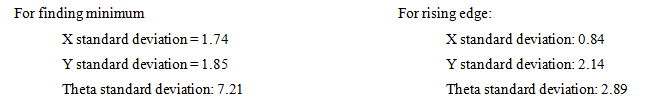 For finding minimum
X standard deviation = 1.74
Y standard deviation = 1.85
Theta standard deviation: 7.21
For rising edge:
X standard deviation: 0.84
Y standard deviation: 2.14
Theta standard deviation: 2.89